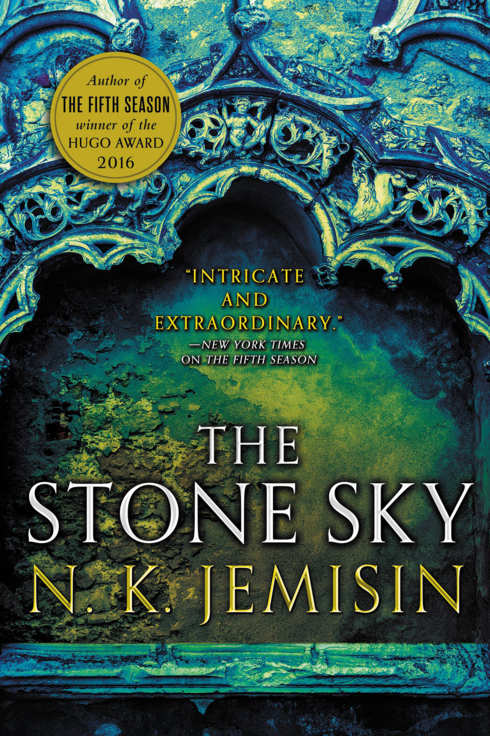 Author of
THE FIFTH SEASON
winner of the
HUGO AWARD
2016
“INTRICATE
AND
EXTRAORDINARY.”
—NEW YORK TIMES
ON THE FIFTH SEASON
THE
STONE SKY
N. K. JEMISIN